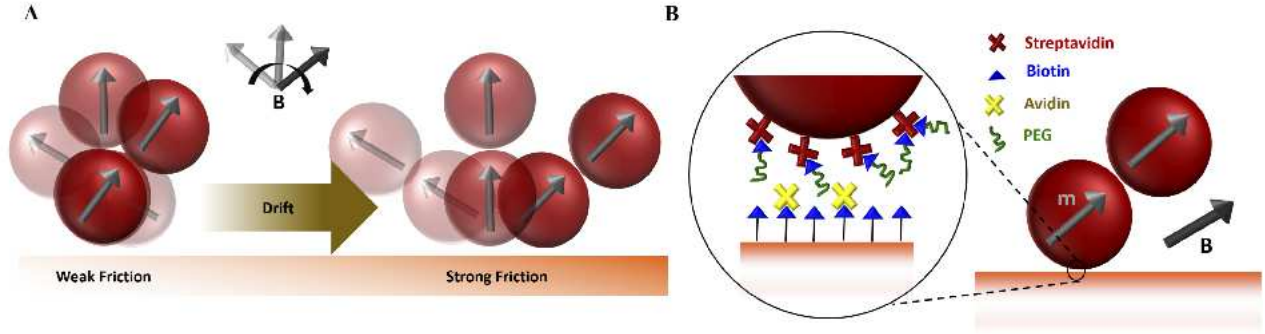 A
B
Drift
Weak Friction
Strong Friction
B
Streptavidin
Biotin
Avidin
PEG
m
B